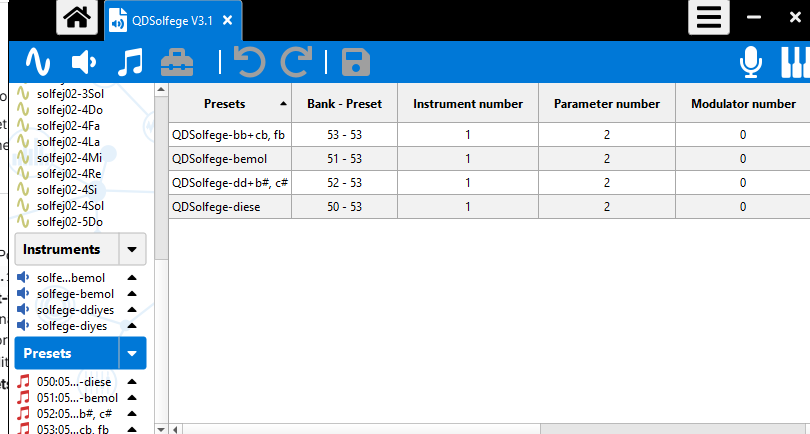 QDSolfege V3.1
solfej02-3Sol
solfej02-4Do
solfej02-4Fa
solfej02-4La
solfej02-4Mi
solfej02-4Re
solfej02-4Si
solfej02-4Sol
solfej02-5Do
Instruments
solfe...bemol
solfege-bemol
solfege-ddiyes
solfege-diyes
Presets
050:05...-diese
051:05...-bemol
052:05...b#, c#
053:05...cb, fb
Presets Bank - Preset Instrument number Parameter number Modulator number
QDSolfege-bb+cb, fb 53 - 53 1 2 0
QDSolfege-bemol 51 - 53 1 2 0
QDSolfege-dd+b#, c# 52 - 53 1 2 0
QDSolfege-diese 50 - 53 1 2 0